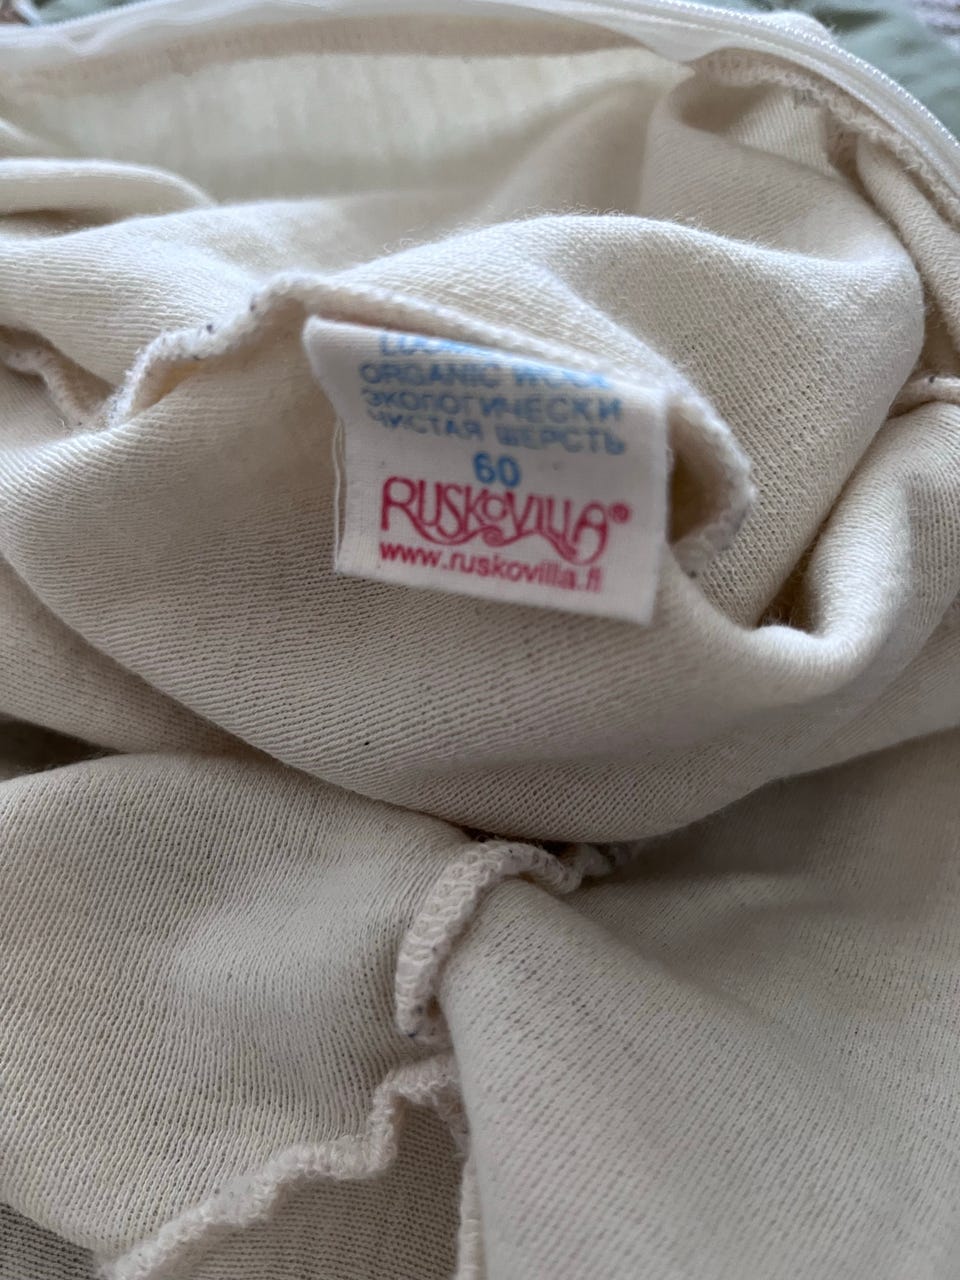 ORGANIC WOOL
ЭКОЛОГИЧЕСКИ
ЧИСТАЯ ШЕРСТЬ
60
RUSKOVILLA®
www.ruskovilla.fi